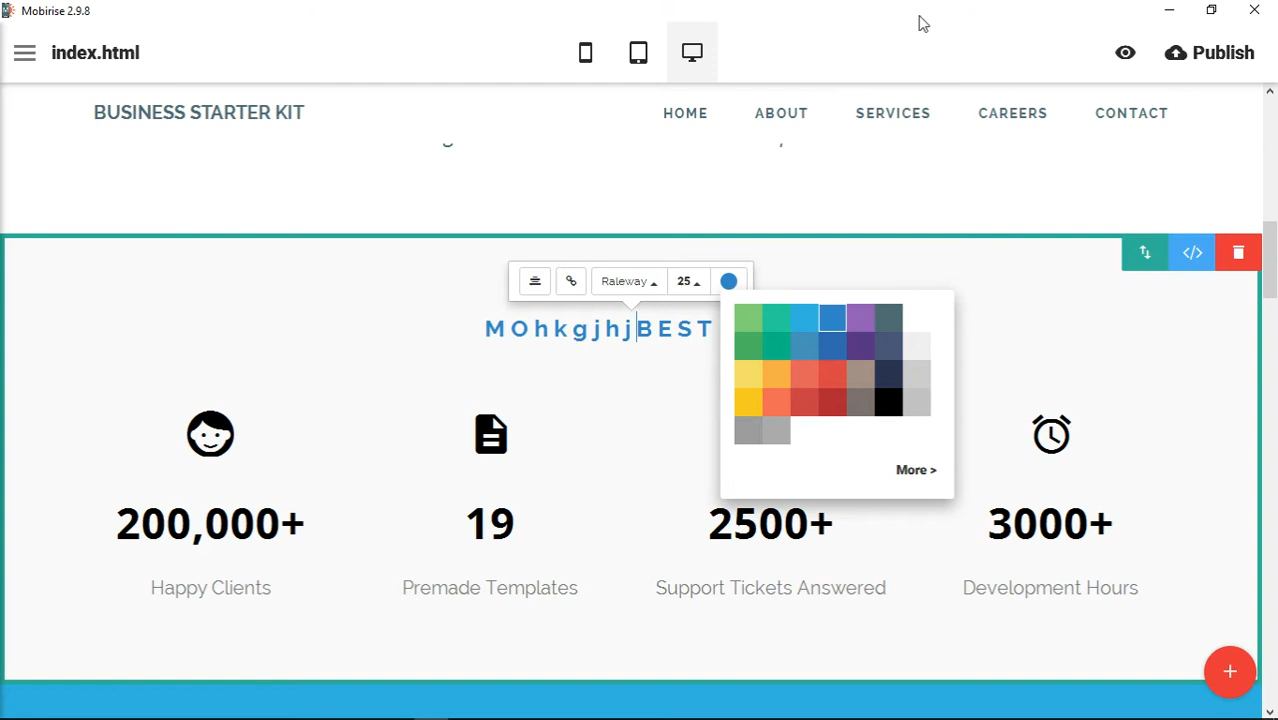 Mobirise 2.9.8
index.html
Publish
BUSINESS STARTER KIT
HOME ABOUT SERVICES CAREERS CONTACT
Raleway 25
MOhkgjhjBEST
More >
200,000+ 19 2500+ 3000+
Happy Clients Premade Templates Support Tickets Answered Development Hours